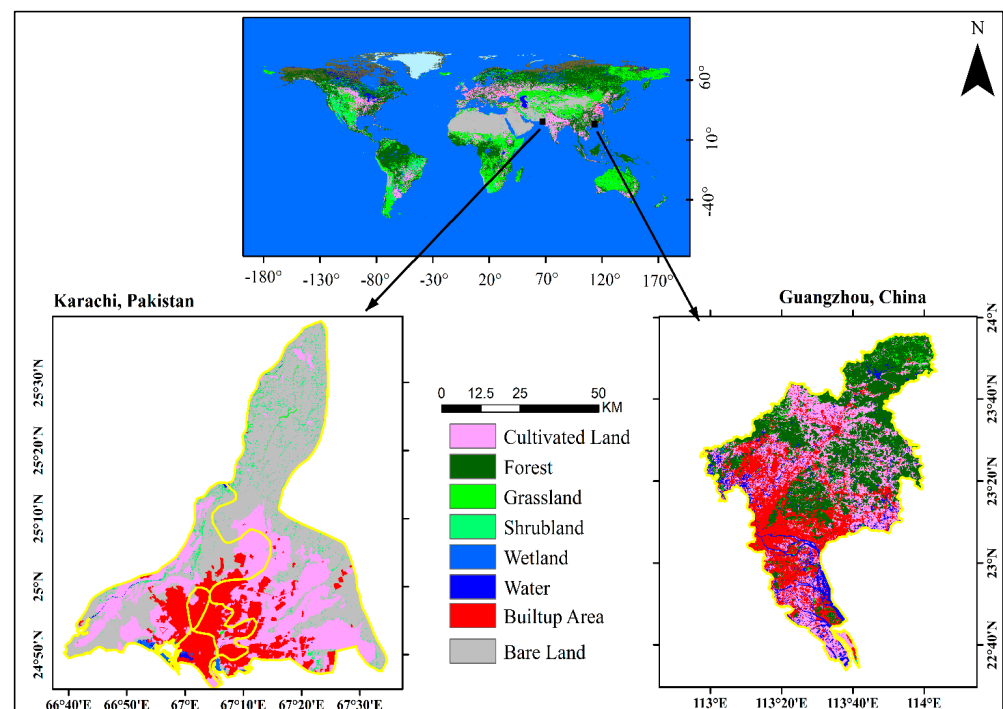 N
60°
10°
-40°
-180°
-130°
-80°
-30°
20°
70°
120°
170°
Karachi, Pakistan
Guangzhou, China
25°30'N
25°20'N
25°10'N
25°N
24°50'N
66°40'E
66°50'E
67°E
67°10'E
67°20'E
67°30'E
0 12.5 25 50
KM
Cultivated Land
Forest
Grassland
Shrubland
Wetland
Water
Builtup Area
Bare Land
24°N
23°40'N
23°20'N
23°N
22°40'N
113°E
113°20'E
113°40'E
114°E